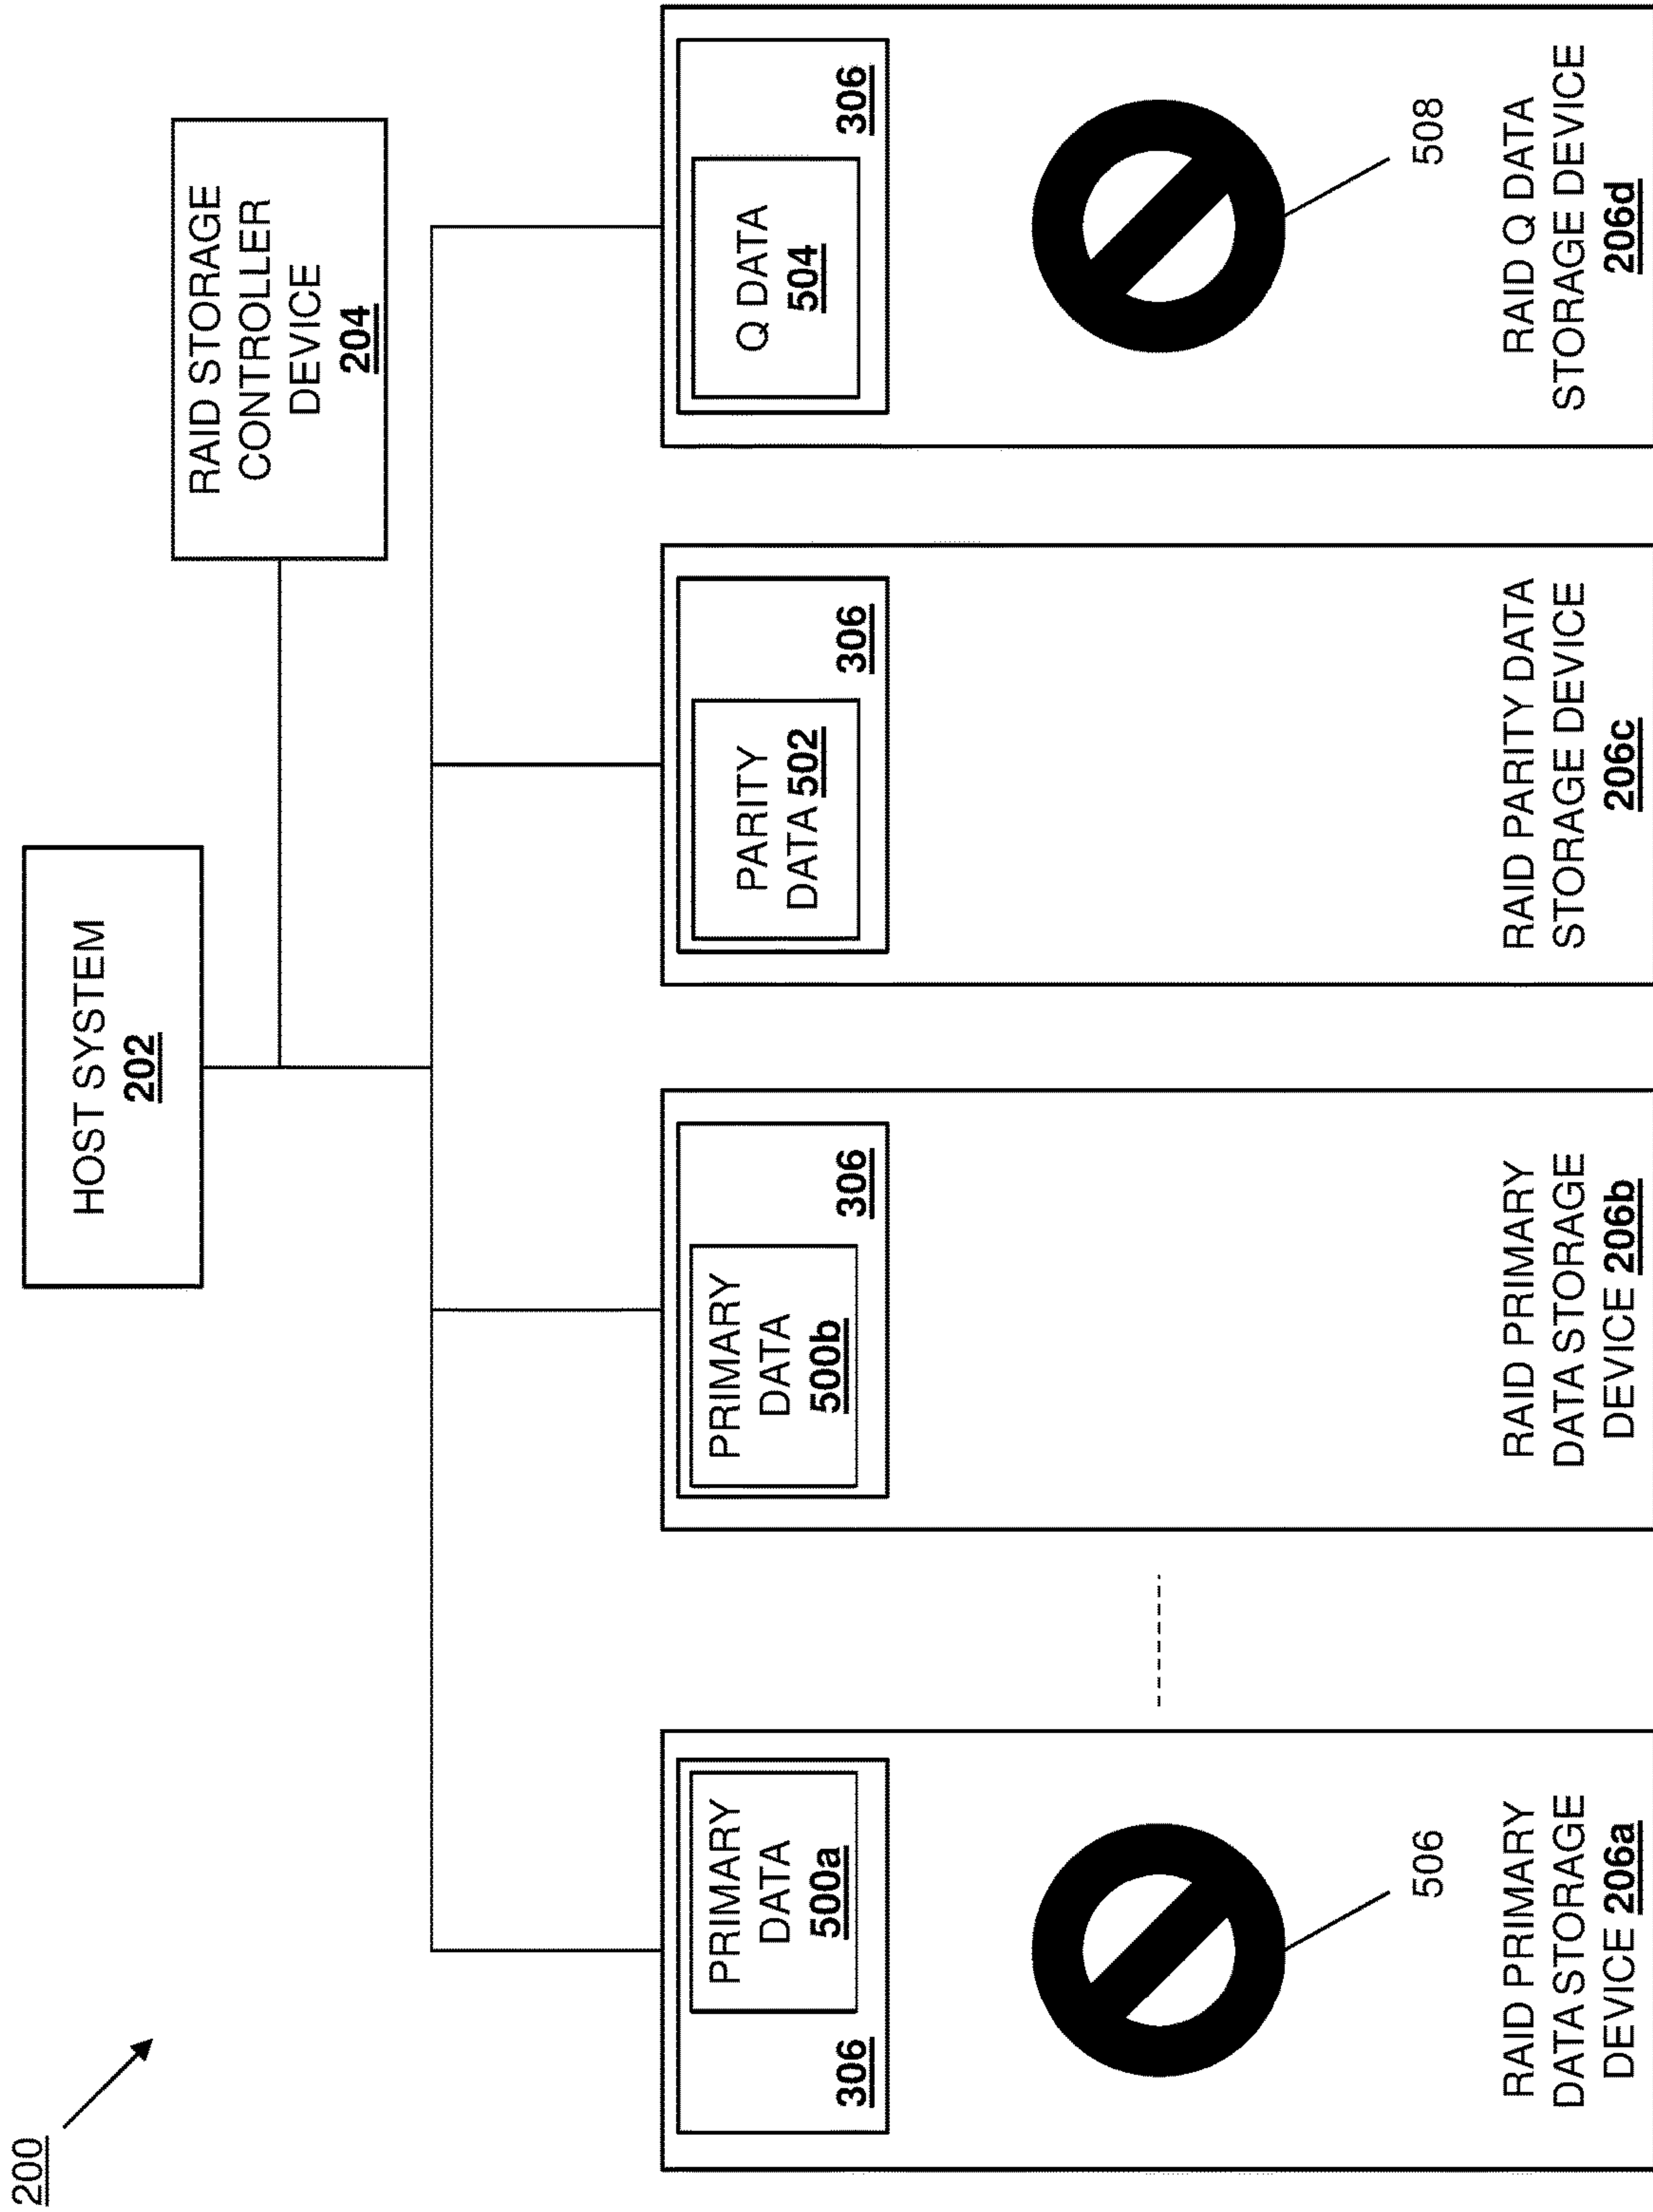 200
HOST SYSTEM
202
RAID STORAGE
CONTROLLER
DEVICE
204
PRIMARY
DATA
500a
306
506
RAID PRIMARY
DATA STORAGE
DEVICE 206a
PRIMARY
DATA
500b
306
RAID PRIMARY
DATA STORAGE
DEVICE 206b
PARITY
DATA 502
306
RAID PARITY DATA
STORAGE DEVICE
206c
Q DATA
504
306
508
RAID Q DATA
STORAGE DEVICE
206d